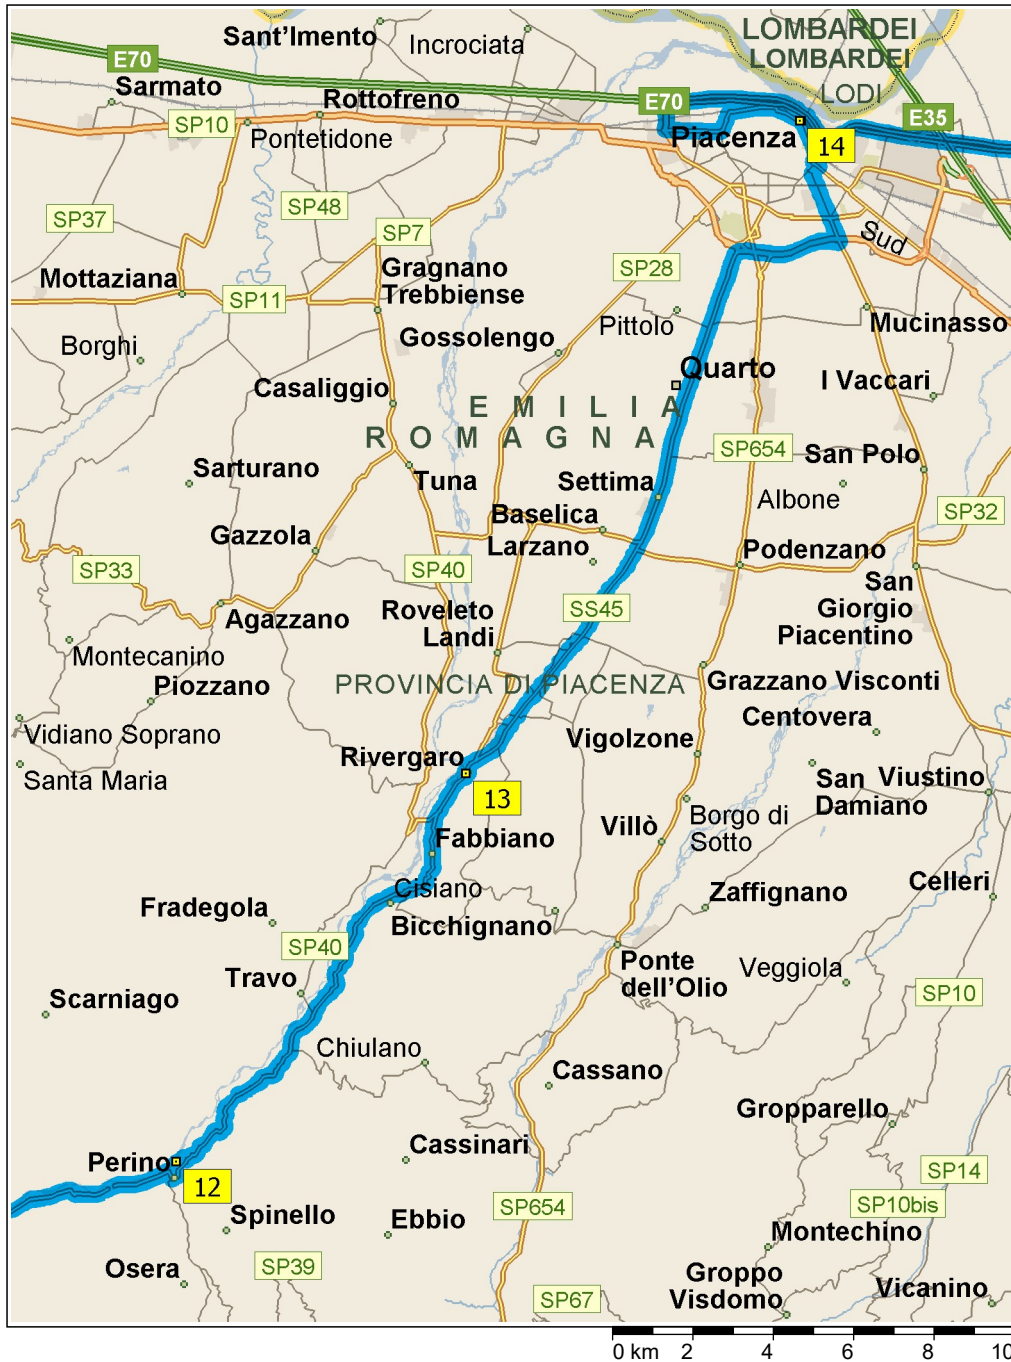 LOMBARDEI
Sant'Imento
Incrociata
LOMBARDEI
E70
Sarmato
LODI
Rottofreno
E70
E35
SP10
Pontetidone
Piacenza
14
SP37
SP48
SP7
Sud
Mottaziana
Gragnano
Trebbiense
SP28
SP11
Pittolo
Mucinasso
Borghi
Gossolengo
Quarto
I Vaccari
Casaliggio
EMILIA
ROMAGNA
SP654
San Polo
Sarturano
Tuna
Settima
Albone
Baselica
SP32
Gazzola
Larzano
Podenzano
SP33
SP40
San
Giorgio
Piacentino
Agazzano
Roveleto
Landi
SS45
Montecanino
Piozzano
PROVINCIA DI PIACENZA
Grazzano Visconti
Vidiano Soprano
Centovera
Santa Maria
Rivergaro
Vigolzone
13
San
Damiano
Viustino
Fabbiano
Villò
Borgo di
Sotto
Cisiano
Zaffignano
Celleri
Fradegola
Bicchignano
SP40
Travo
Ponte
dell'Olio
Veggiola
SP10
Scarniago
Chiulano
Cassano
Gropparello
Perino
12
Cassinari
SP14
SP654
SP10bis
Spinello
Ebbio
Montechino
Osera
SP39
Groppo
Visdomo
Vicanino
SP67
0 km 2 4 6 8 10